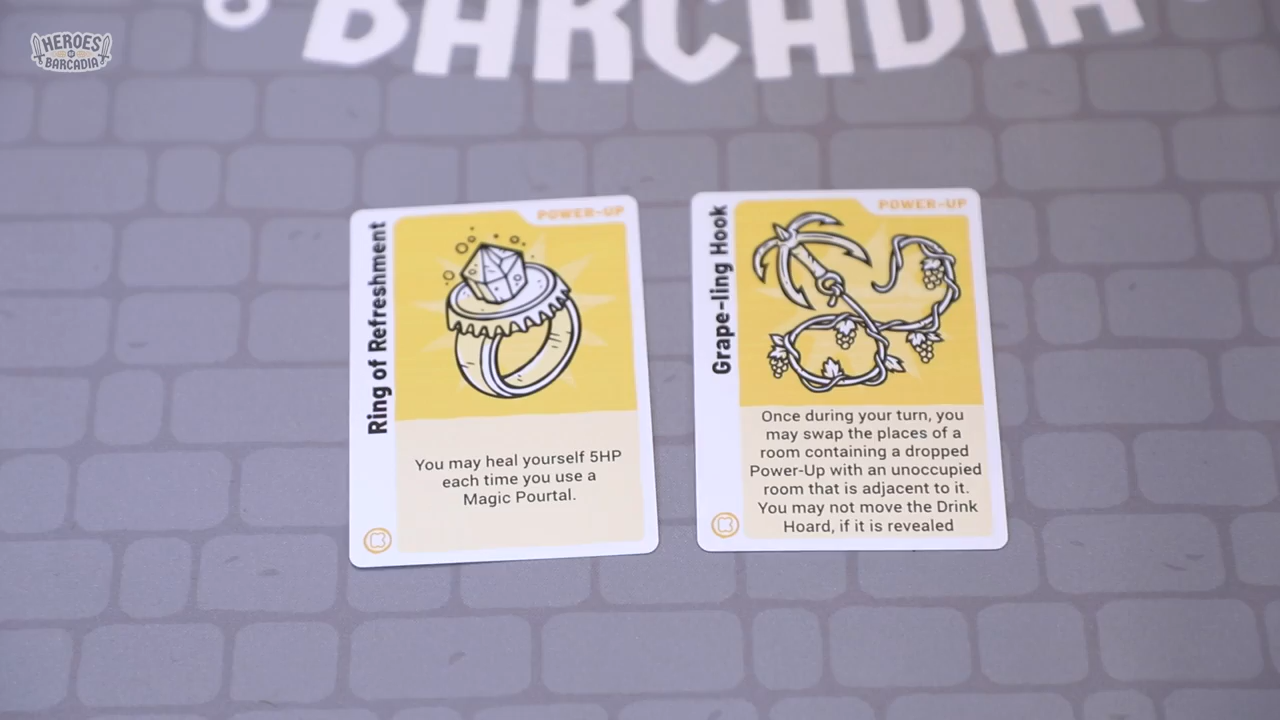 HEROES
OF
BARCADIA
BARCADIA
POWER-UP
Ring of Refreshment
You may heal yourself 5HP
each time you use a
Magic Pourtal.
POWER-UP
Grape-ling Hook
Once during your turn, you
may swap the places of a
room containing a dropped
Power-Up with an unoccupied
room that is adjacent to it.
You may not move the Drink
Hoard, if it is revealed